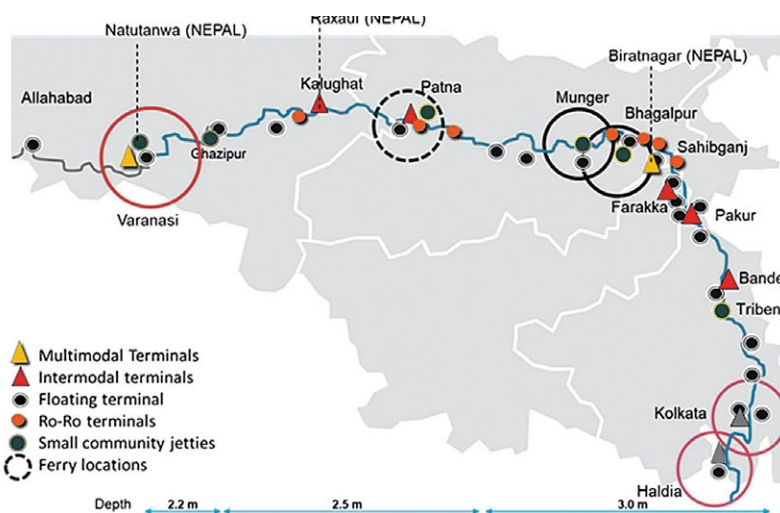 Raxaul (NEPAL)
Natutanwa (NEPAL)
Biratnagar (NEPAL)
Kalughat
Patna
Allahabad
Munger
Bhagalpur
Ghazipur
Sahibganj
Varanasi
Farakka
Pakur
Bande
Triben
Multimodal Terminals
Intermodal terminals
Floating terminal
Ro-Ro terminals
Small community jetties
Ferry locations
Kolkata
Haldia
Depth 2.2 m 2.5 m 3.0 m